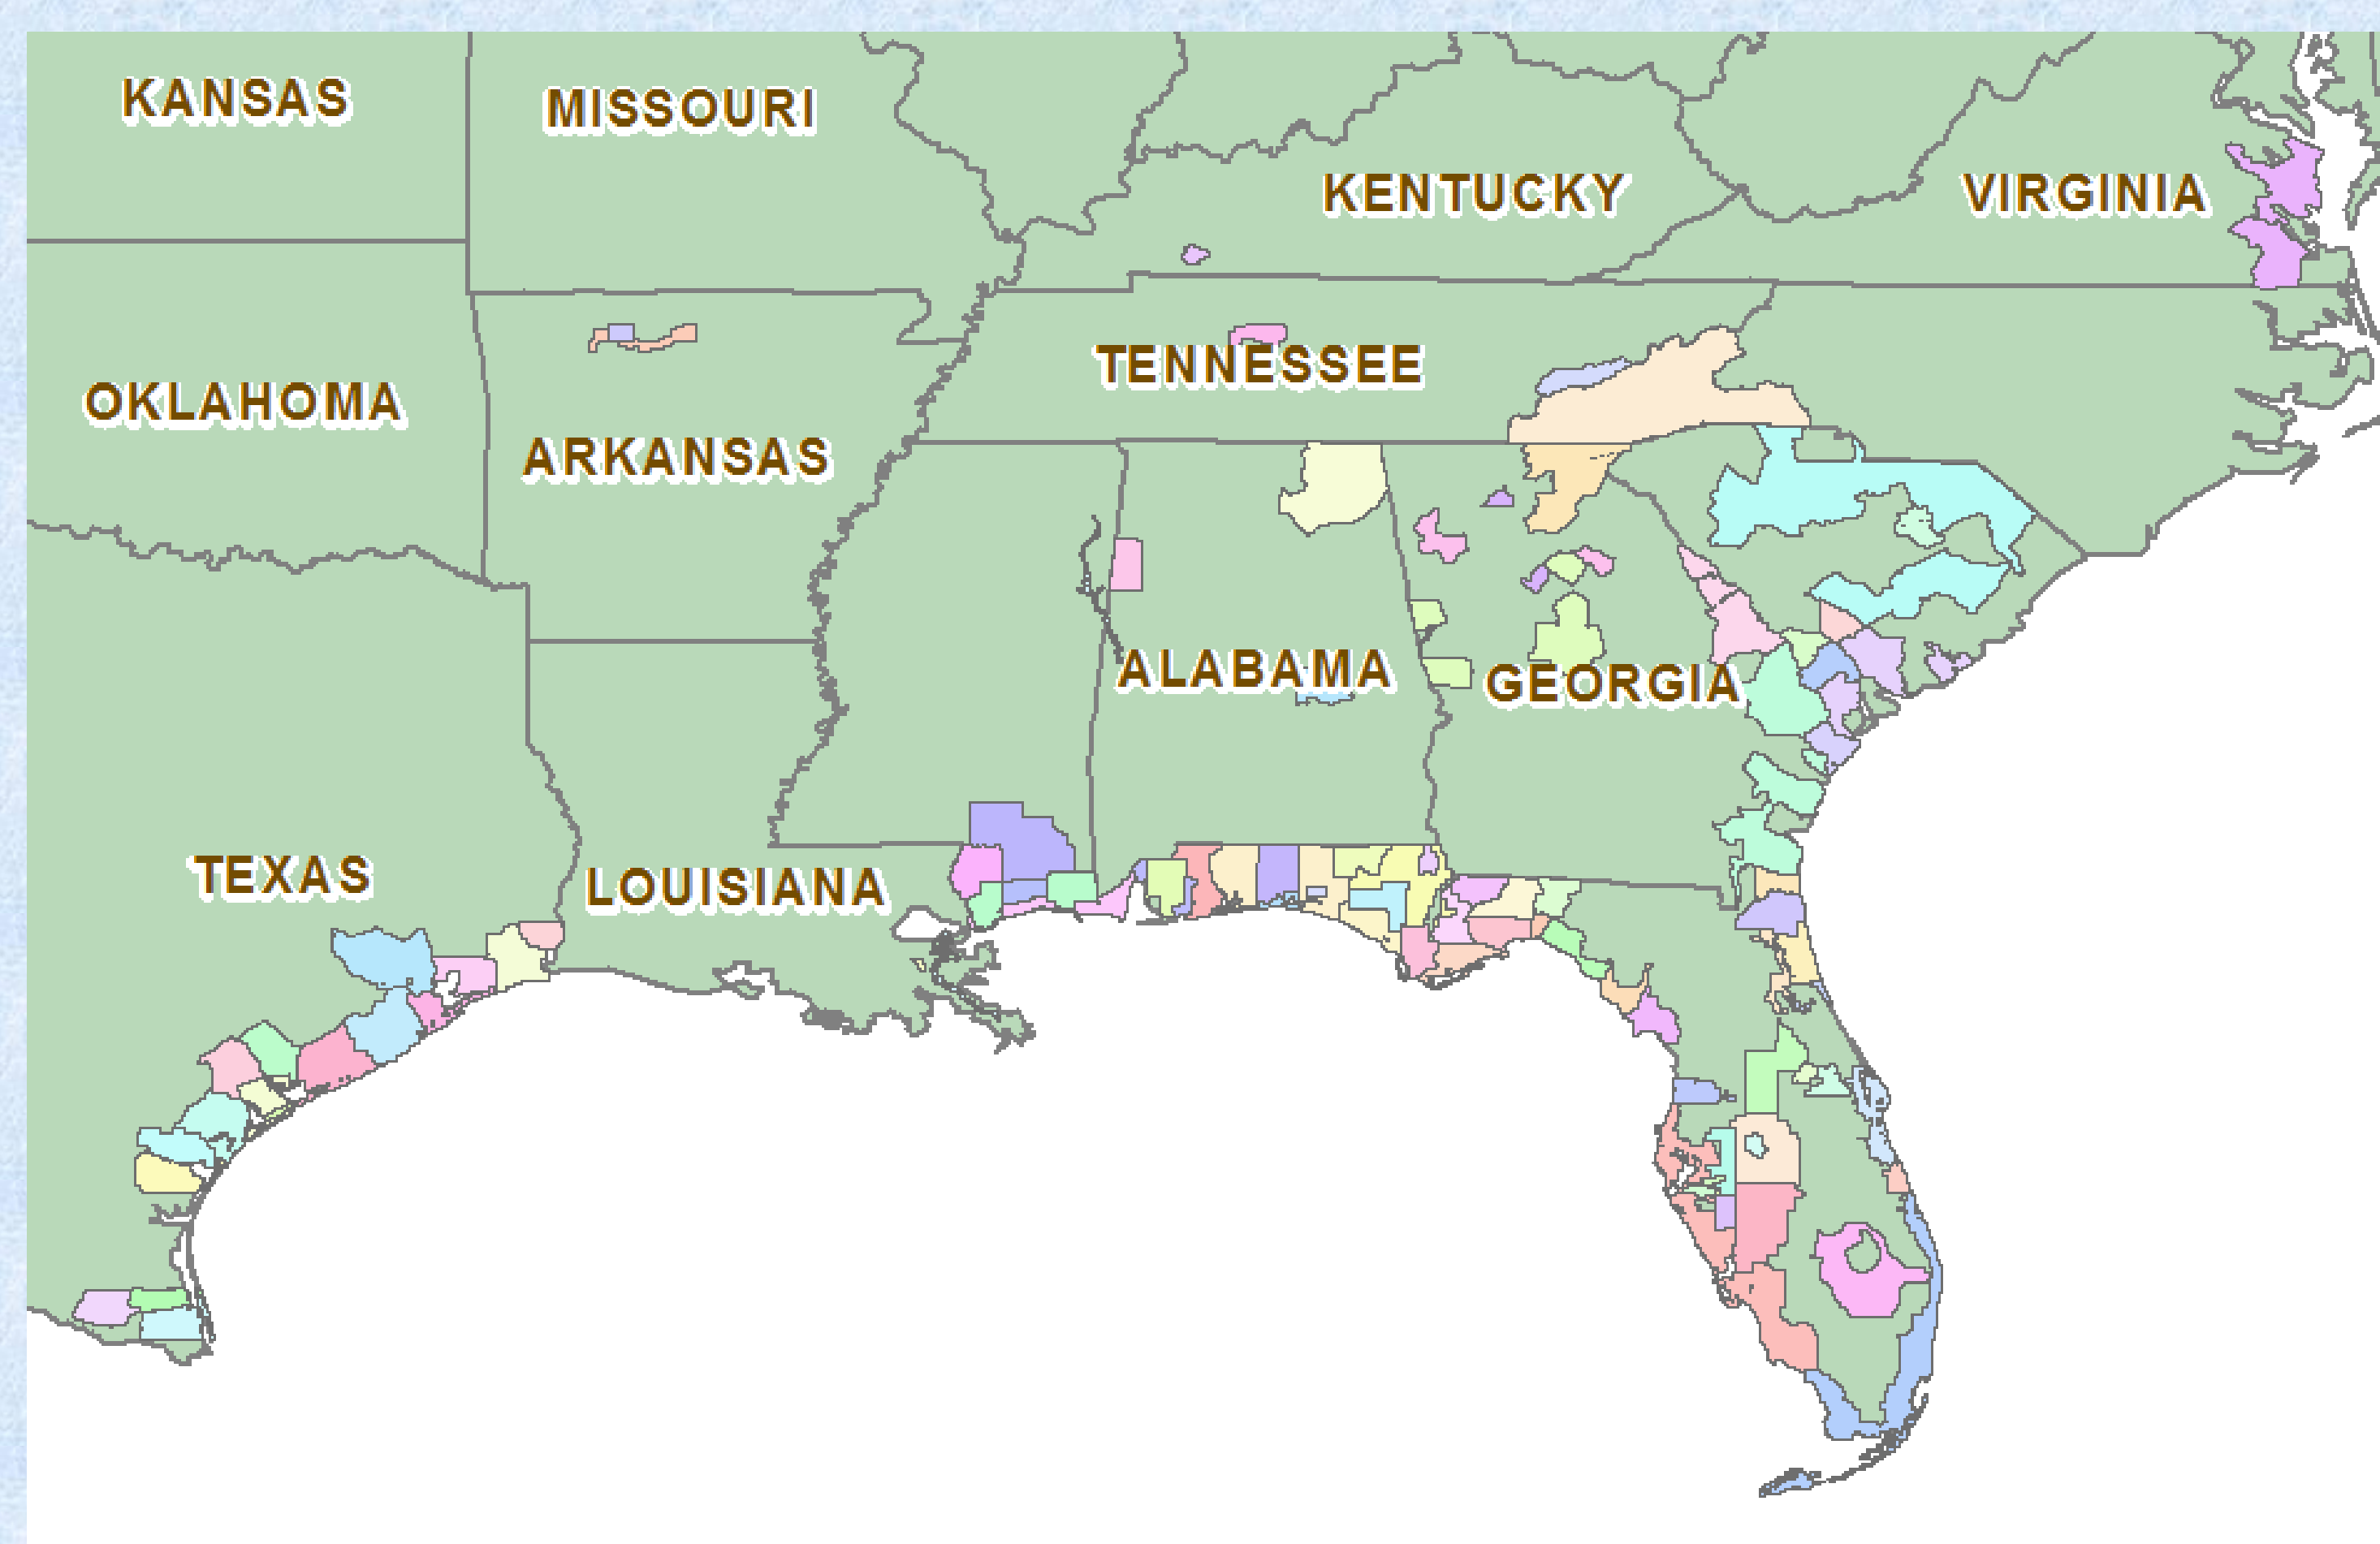 KANSAS
MISSOURI
KENTUCKY
VIRGINIA
OKLAHOMA
TENNESSEE
ARKANSAS
ALABAMA
GEORGIA
TEXAS
LOUISIANA